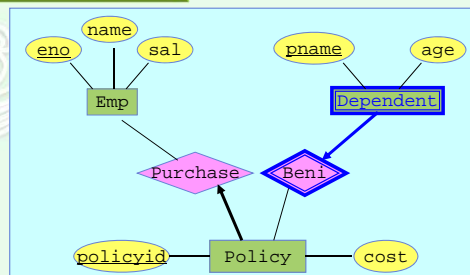 name
eno
sal
pname
age
Emp
Dependent
Purchase
Beni
policyid
Policy
cost